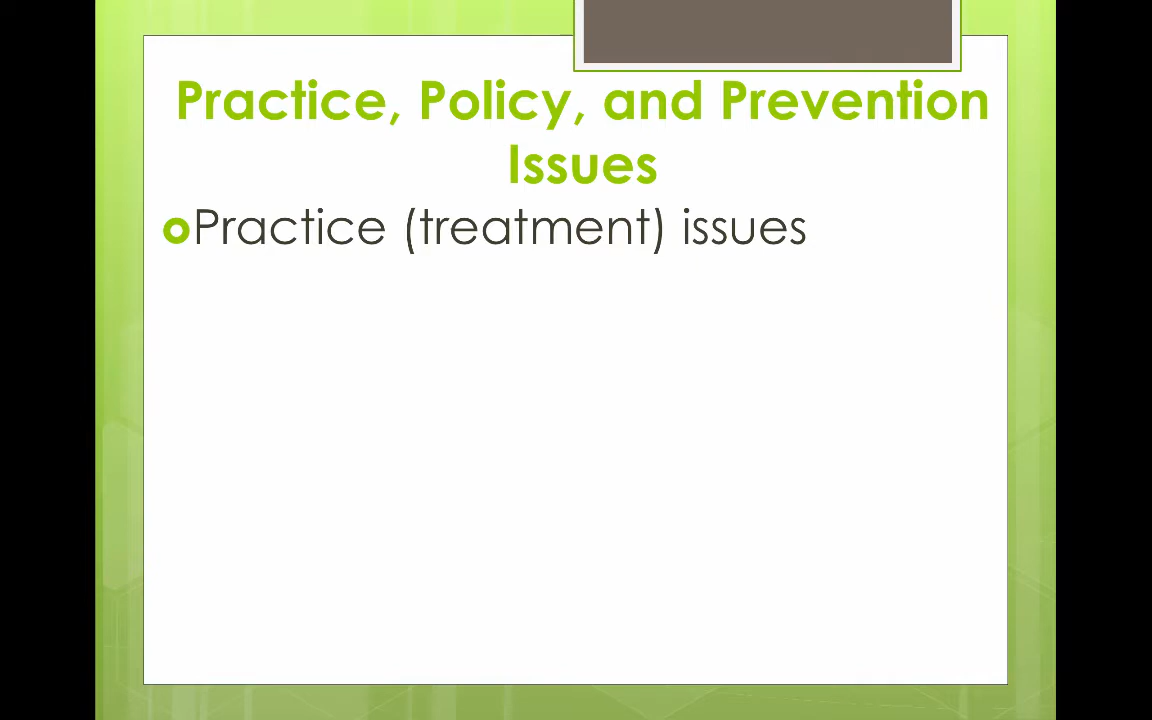 Practice, Policy, and Prevention
Issues
Practice (treatment) issues